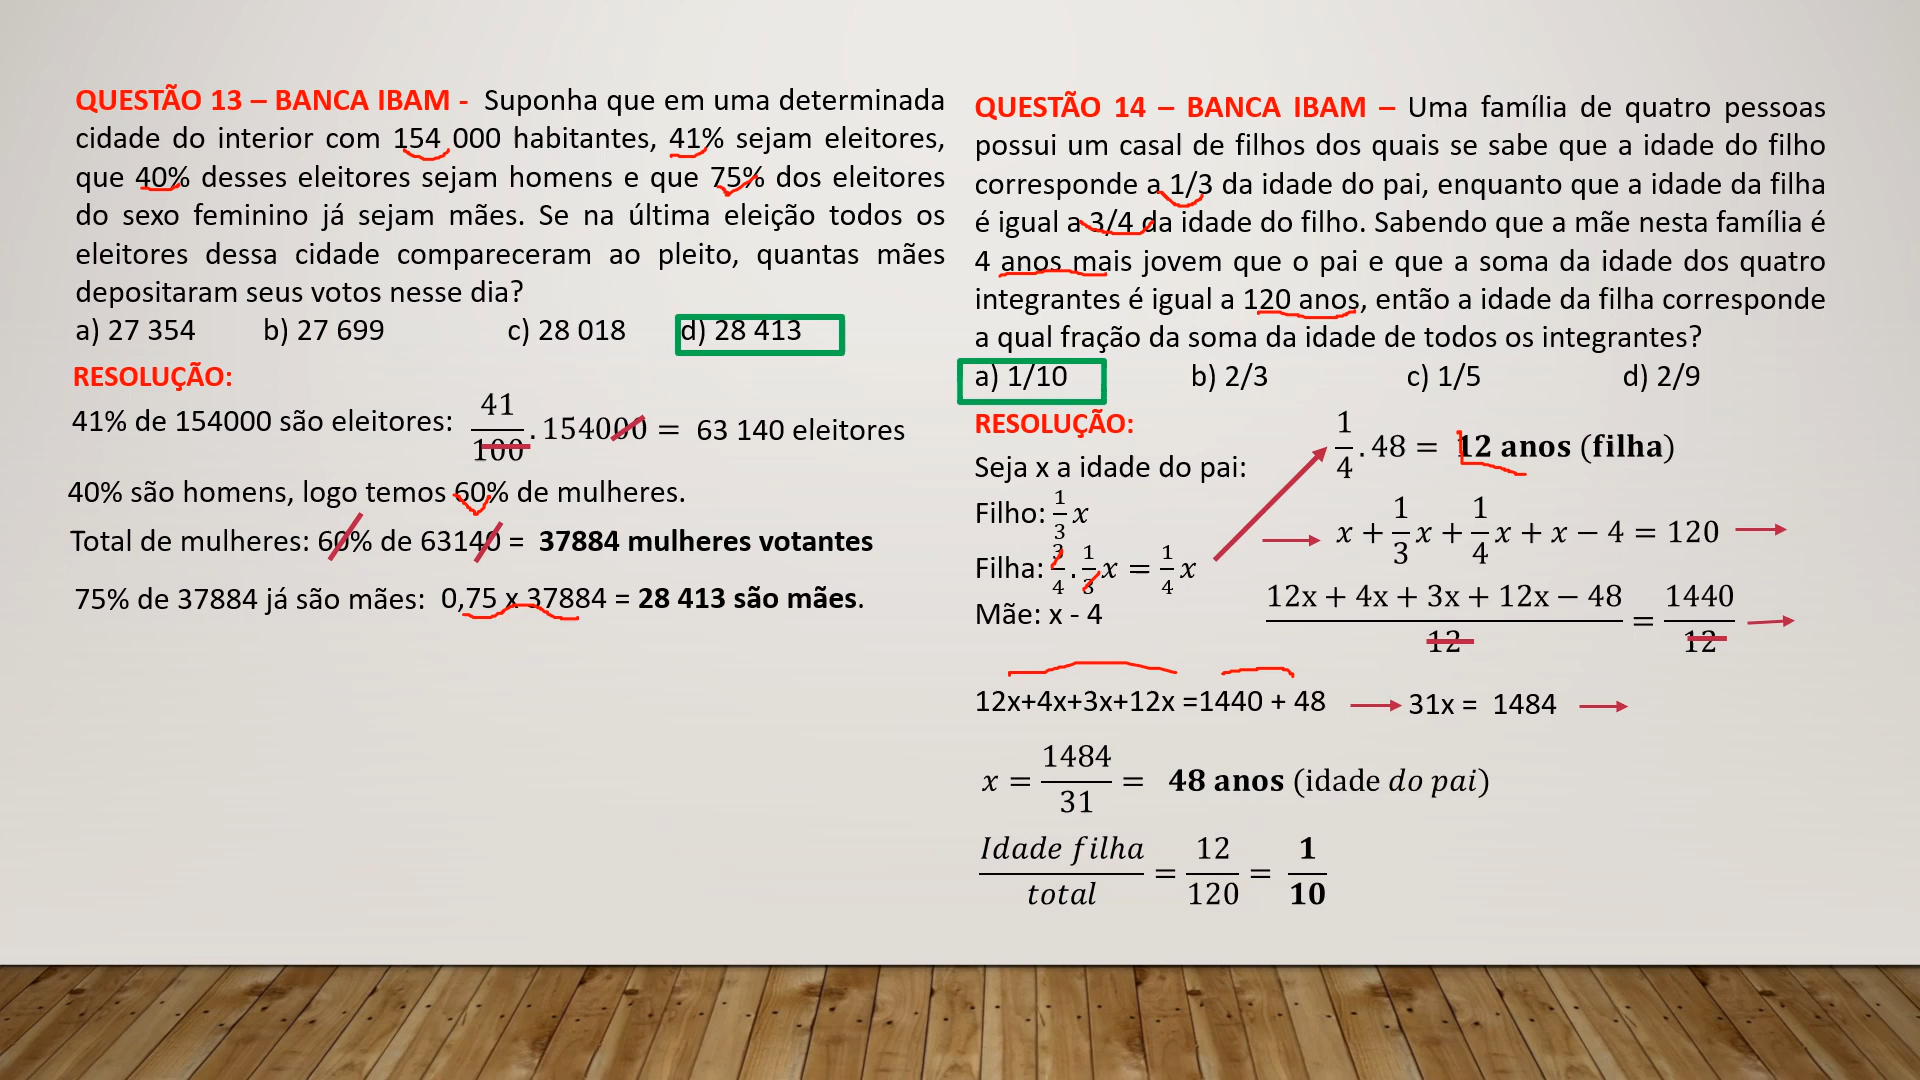 QUESTÃO 13 – BANCA IBAM - Suponha que em uma determinada
cidade do interior com 154 000 habitantes, 41% sejam eleitores,
que 40% desses eleitores sejam homens e que 75% dos eleitores
do sexo feminino já sejam mães. Se na última eleição todos os
eleitores dessa cidade compareceram ao pleito, quantas mães
depositaram seus votos nesse dia?
a) 27 354 b) 27 699 c) 28 018 d) 28 413
RESOLUÇÃO:
41% de 154000 são eleitores: 41/100 . 154000 = 63 140 eleitores
40% são homens, logo temos 60% de mulheres.
Total de mulheres: 60% de 63140 = 37884 mulheres votantes
75% de 37884 já são mães: 0,75 x 37884 = 28 413 são mães.
QUESTÃO 14 – BANCA IBAM – Uma família de quatro pessoas
possui um casal de filhos dos quais se sabe que a idade do filho
corresponde a 1/3 da idade do pai, enquanto que a idade da filha
é igual a 3/4 da idade do filho. Sabendo que a mãe nesta família é
4 anos mais jovem que o pai e que a soma da idade dos quatro
integrantes é igual a 120 anos, então a idade da filha corresponde
a qual fração da soma da idade de todos os integrantes?
a) 1/10 b) 2/3 c) 1/5 d) 2/9
RESOLUÇÃO:
1/4 . 48 = 12 anos (filha)
Seja x a idade do pai:
Filho: 1/3 x
x + 1/3 x + 1/4 x + x − 4 = 120
Filha: 3/4 . 1/3 x = 1/4 x
Mãe: x - 4
12x + 4x + 3x + 12x − 48 / 12 = 1440 / 12
12x+4x+3x+12x =1440 + 48 31x = 1484
x = 1484/31 = 48 anos (idade do pai)
Idade filha / total = 12/120 = 1/10